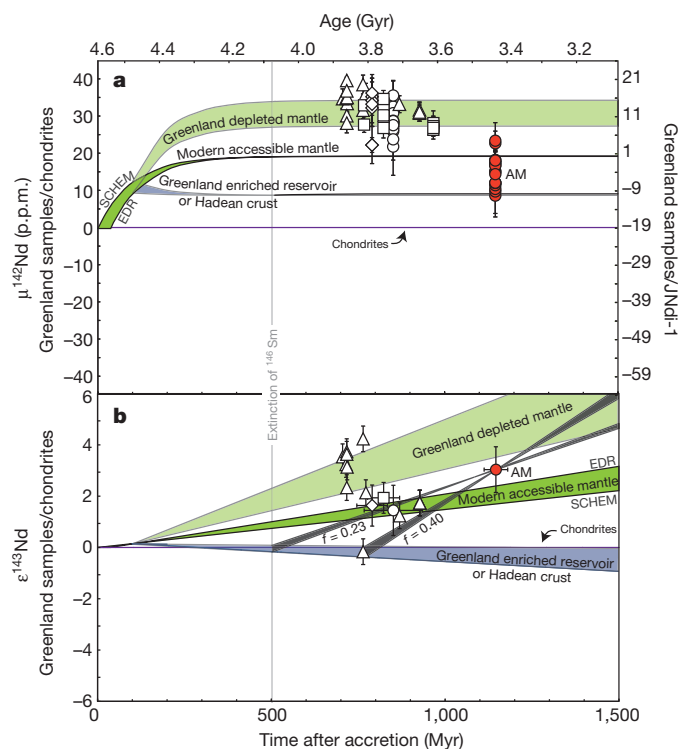 Age (Gyr)
4.6 4.4 4.2 4.0 3.8 3.6 3.4 3.2
a
40
30
20
10
0
−10
−20
−30
−40
μ¹⁴²Nd (p.p.m.)
Greenland samples/chondrites
21
11
1
−9
−19
−29
−39
−49
−59
Greenland samples/JNdi-1
Greenland depleted mantle
Modern accessible mantle
SCHEM
EDR
Greenland enriched reservoir
or Hadean crust
AM
Chondrites
Extinction of ¹⁴⁶Sm
b
6
4
2
0
−2
−4
−6
ε¹⁴³Nd
Greenland samples/chondrites
Greenland depleted mantle
AM
EDR
Modern accessible mantle
SCHEM
f = 0.23
f = 0.40
Chondrites
Greenland enriched reservoir
or Hadean crust
0 500 1,000 1,500
Time after accretion (Myr)